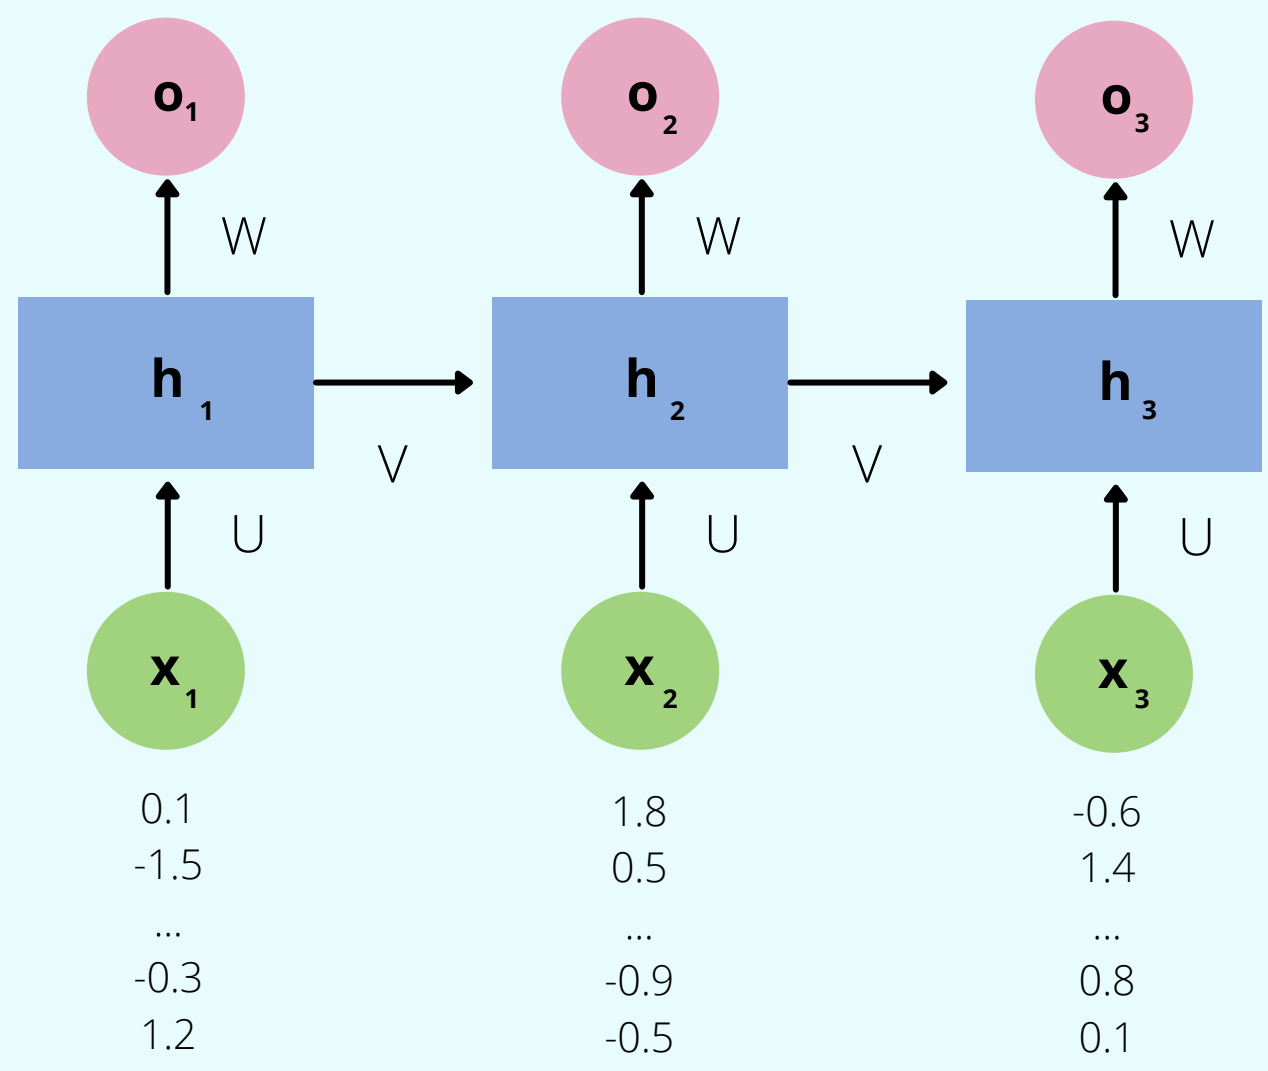 o1 o2 o3
W W W
h1 h2 h3
V V
U U U
x1 x2 x3
0.1 1.8 -0.6
-1.5 0.5 1.4
... ... ...
-0.3 -0.9 0.8
1.2 -0.5 0.1